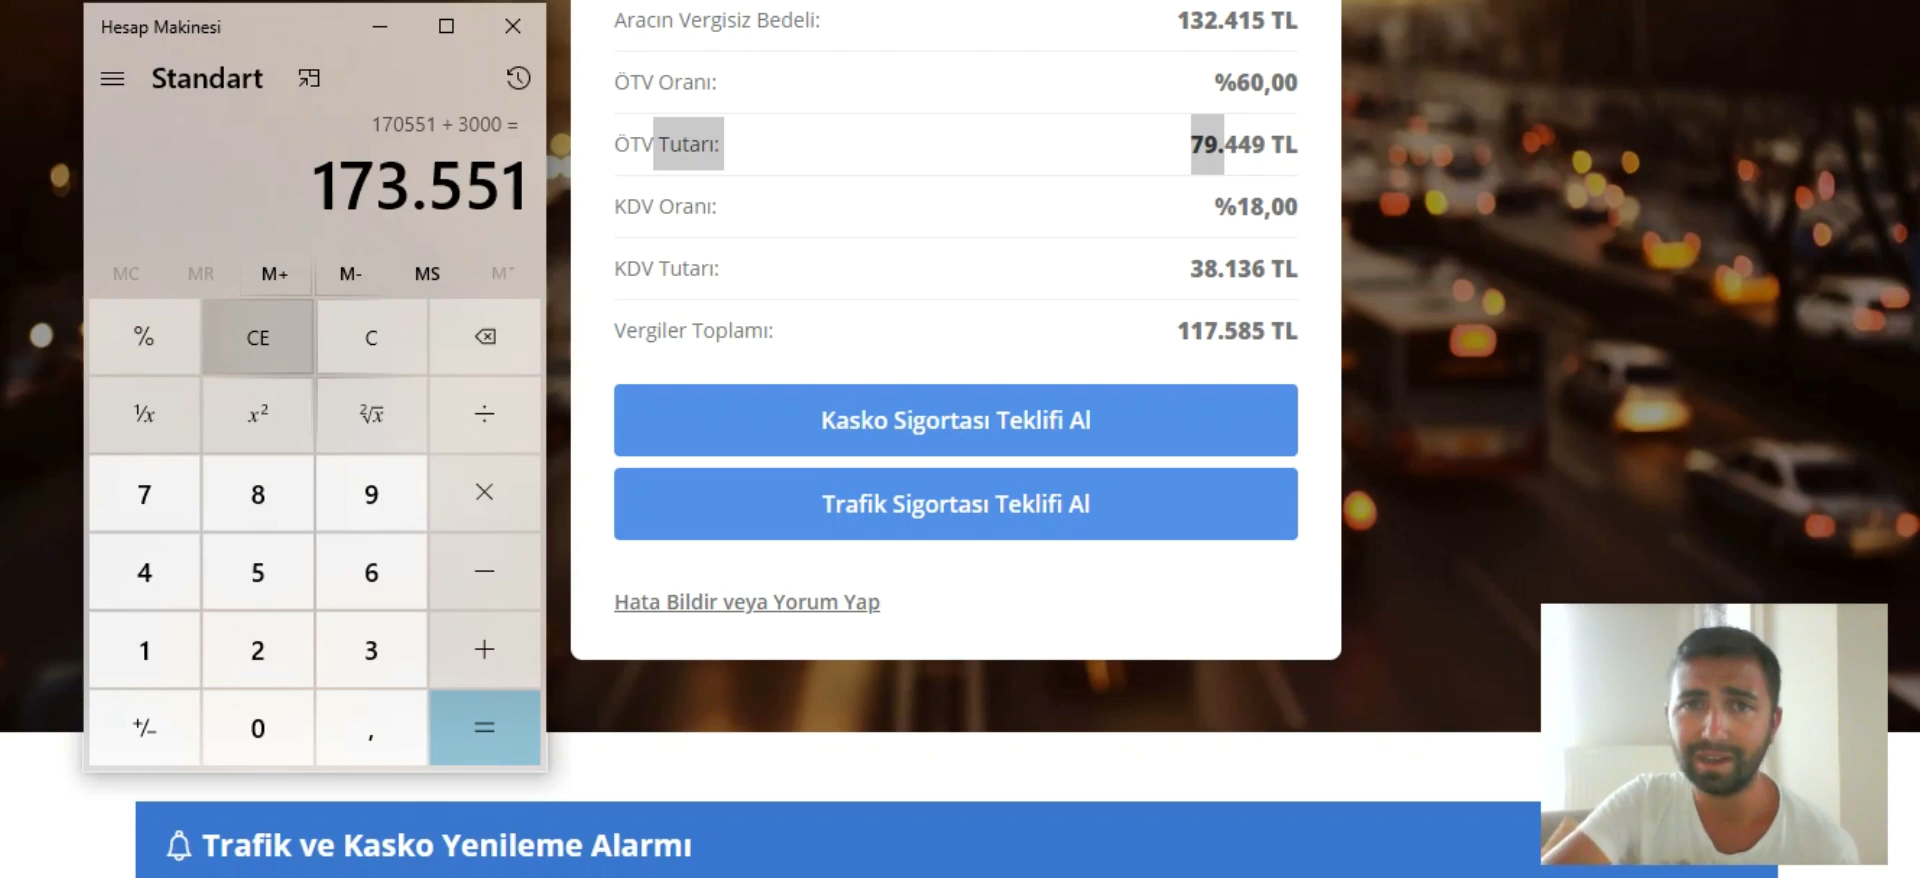 Hesap Makinesi
Standart
170551 + 3000 =
173.551
MC MR M+ M- MS M˅
% CE C
¹/x x² ²√x ÷
7 8 9 ×
4 5 6 −
1 2 3 +
+/− 0 , =
Aracın Vergisiz Bedeli: 132.415 TL
ÖTV Oranı: %60,00
ÖTV Tutarı: 79.449 TL
KDV Oranı: %18,00
KDV Tutarı: 38.136 TL
Vergiler Toplamı: 117.585 TL
Kasko Sigortası Teklifi Al
Trafik Sigortası Teklifi Al
Hata Bildir veya Yorum Yap
Trafik ve Kasko Yenileme Alarmı